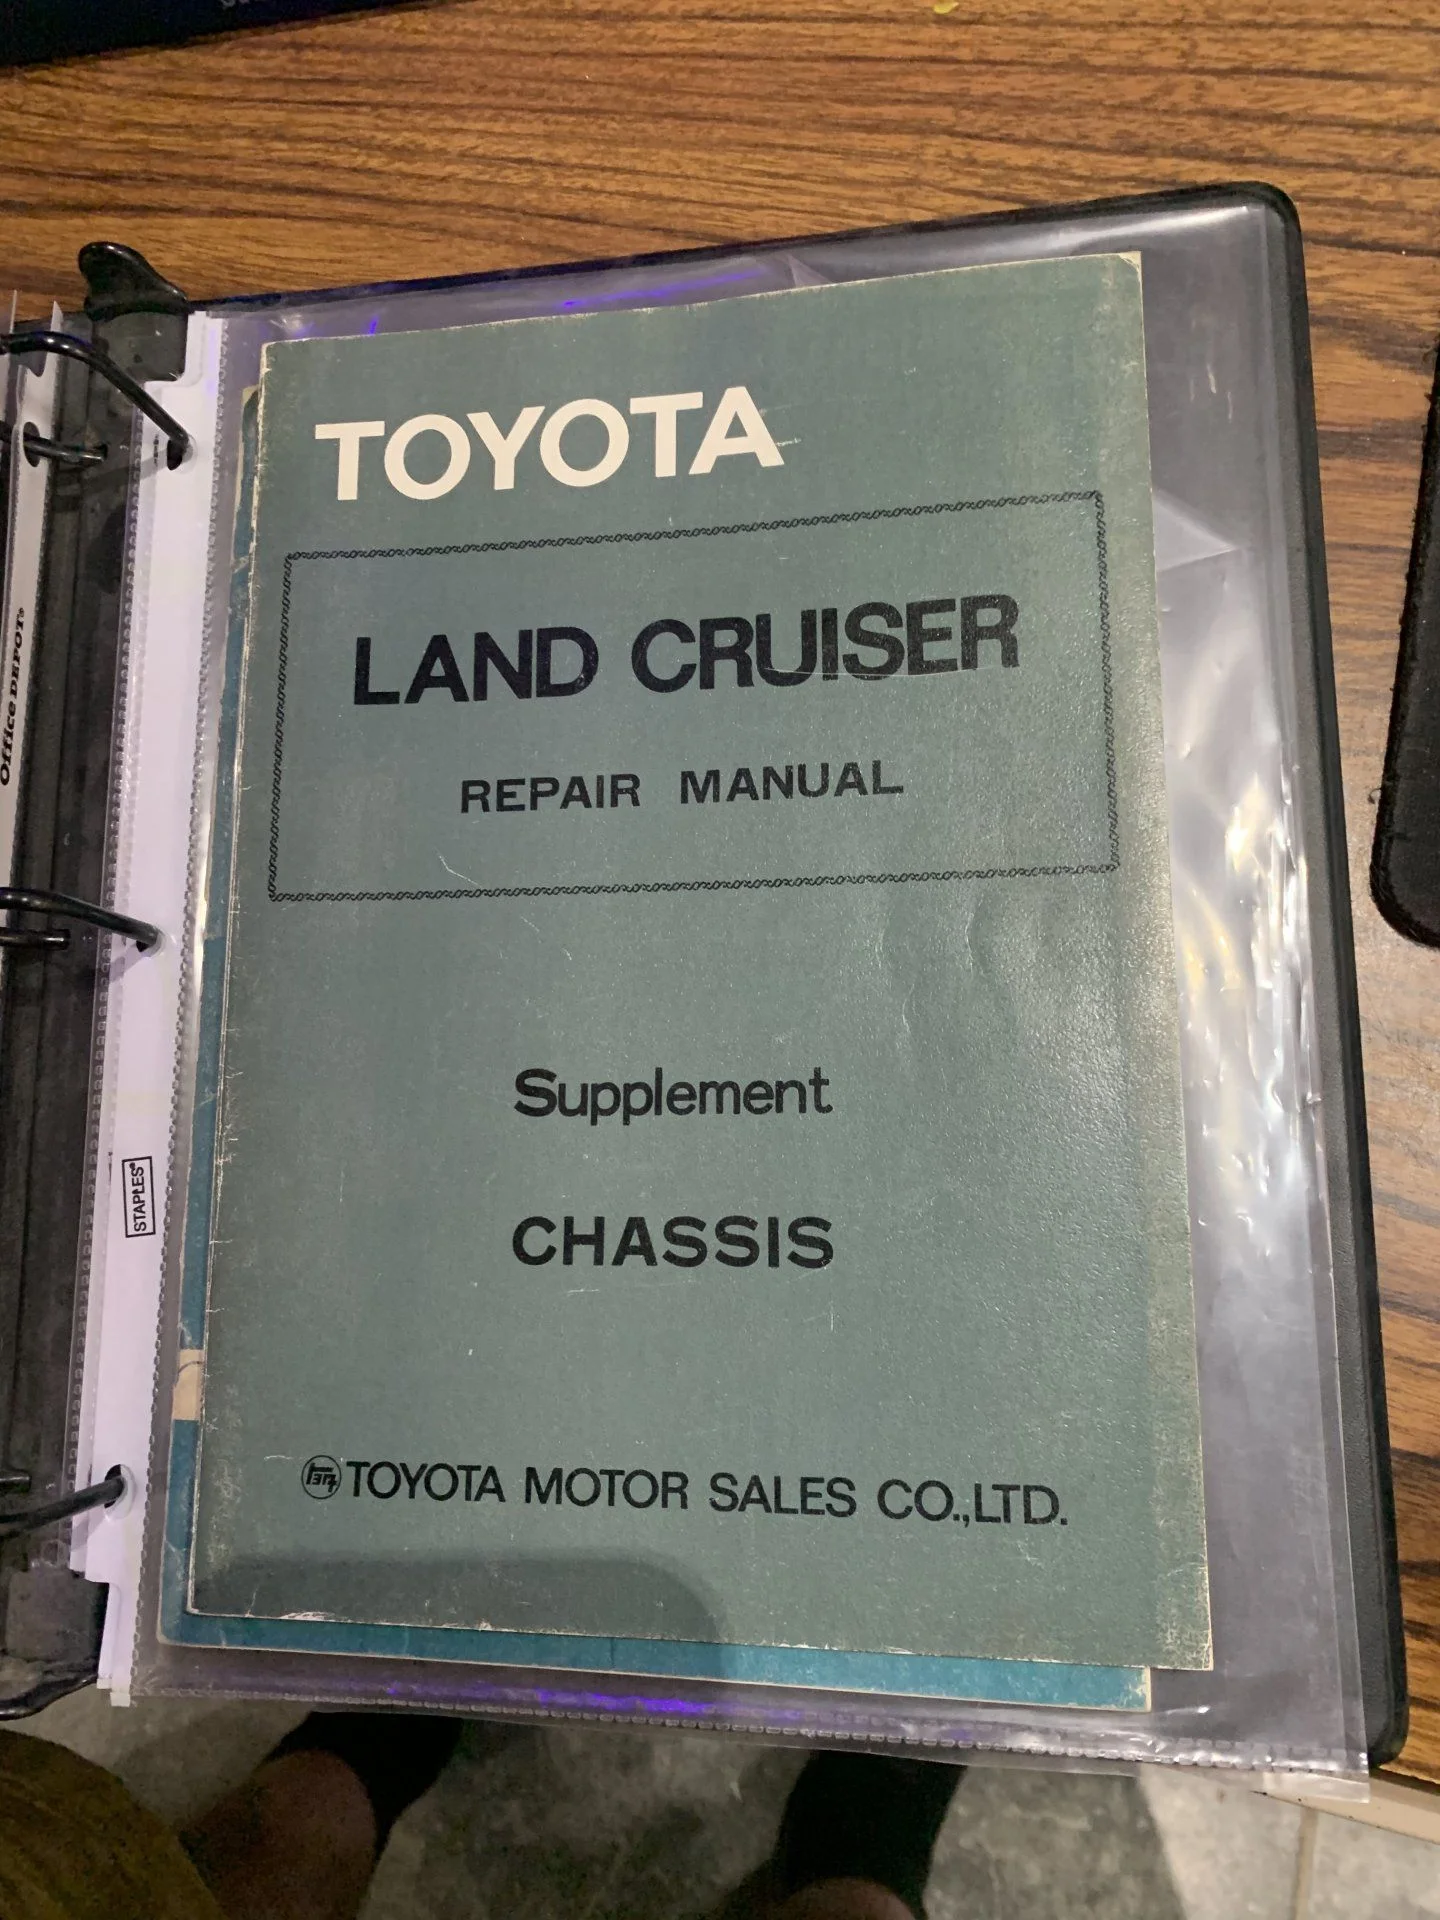 TOYOTA
LAND CRUISER
REPAIR MANUAL
Supplement
CHASSIS
TOYOTA MOTOR SALES CO.,LTD.
Office DEPOT®
STAPLES®